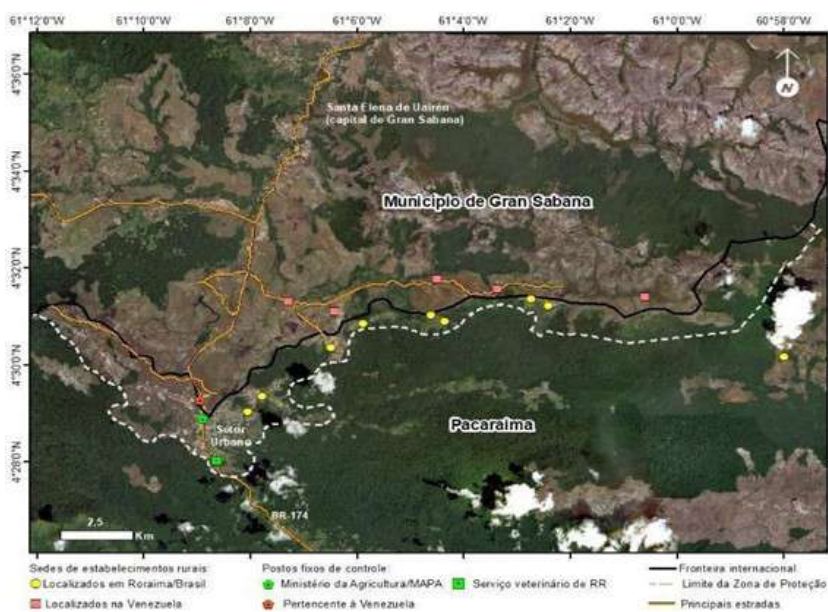 61°12'0"W 61°10'0"W 61°8'0"W 61°6'0"W 61°4'0"W 61°2'0"W 61°0'0"W 60°58'0"W
4°36'0"N
4°34'0"N
4°32'0"N
4°30'0"N
4°28'0"N
N
Santa Elena de Uairén
(capital de Gran Sabana)
Município de Gran Sabana
Pacaraima
Setor
Urbano
BR-174
2,5
Km
Sedes de estabelecimentos rurais:
Localizados em Roraima/Brasil
Localizados na Venezuela
Postos fixos de controle:
Ministério da Agricultura/MAPA
Serviço veterinário de RR
Pertencente à Venezuela
Fronteira internacional
Limite da Zona de Proteção
Principais estradas